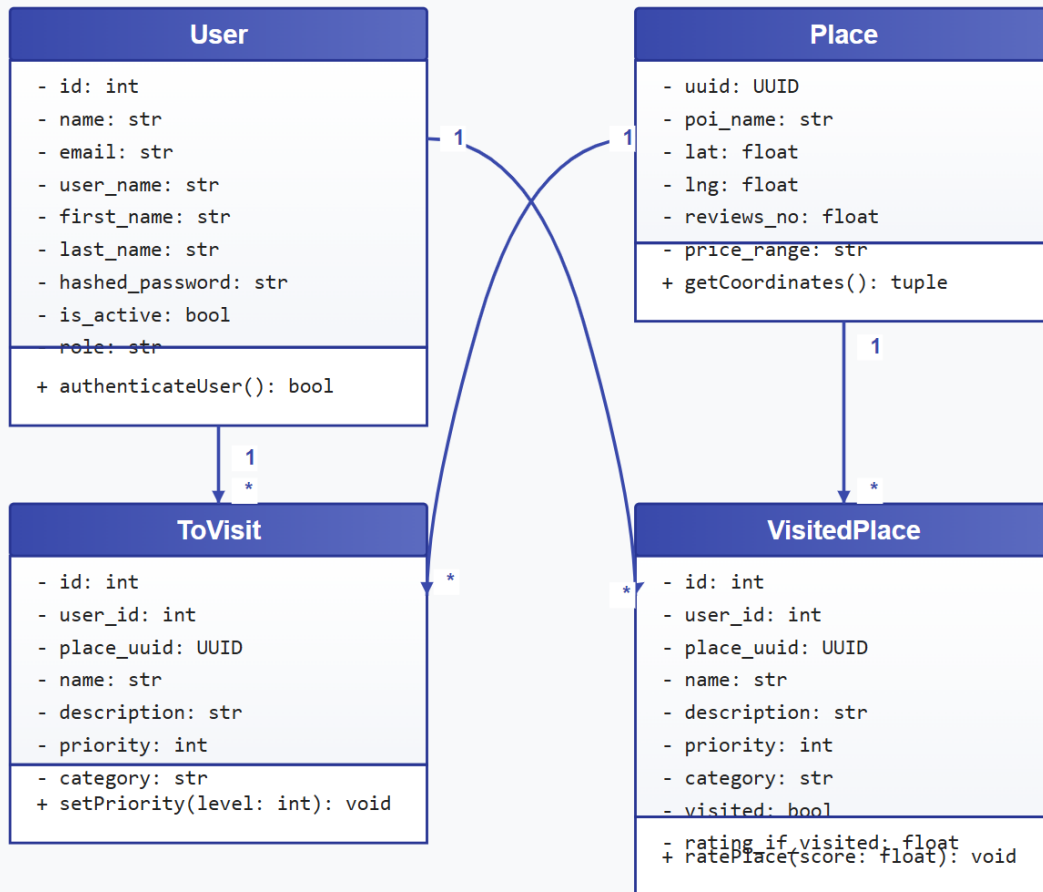 User
- id: int
- name: str
- email: str
- user_name: str
- first_name: str
- last_name: str
- hashed_password: str
- is_active: bool
- role: str
+ authenticateUser(): bool
Place
- uuid: UUID
- poi_name: str
- lat: float
- lng: float
- reviews_no: float
- price_range: str
+ getCoordinates(): tuple
1
1
1
*
1
*
*
*
ToVisit
- id: int
- user_id: int
- place_uuid: UUID
- name: str
- description: str
- priority: int
- category: str
+ setPriority(level: int): void
VisitedPlace
- id: int
- user_id: int
- place_uuid: UUID
- name: str
- description: str
- priority: int
- category: str
- visited: bool
- rating_if_visited: float
+ ratePlace(score: float): void